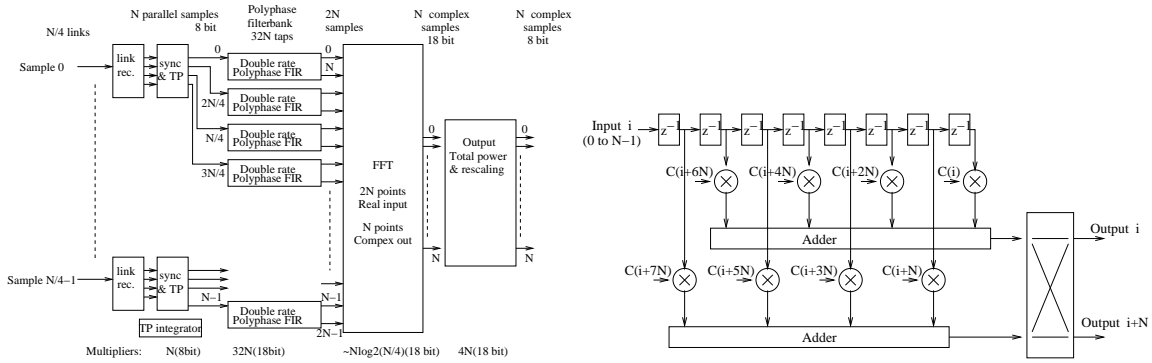 N/4 links
N parallel samples
8 bit
Polyphase
filterbank
32N taps
2N
samples
N complex
samples
18 bit
N complex
samples
8 bit
Sample 0
link
rec.
sync
& TP
0
2N/4
N/4
3N/4
Double rate
Polyphase FIR
Double rate
Polyphase FIR
Double rate
Polyphase FIR
Double rate
Polyphase FIR
0
N
FFT
2N points
Real input
N points
Compex out
0
N
Output
Total power
& rescaling
0
N
Sample N/4−1
link
rec.
sync
& TP
N−1
Double rate
Polyphase FIR
N−1
2N−1
TP integrator
Multipliers: N(8bit) 32N(18bit) ~Nlog2(N/4)(18 bit) 4N(18 bit)
Input i
(0 to N−1)
z−1 z−1 z−1 z−1 z−1 z−1 z−1 z−1
C(i+6N) C(i+4N) C(i+2N) C(i)
Adder
Output i
C(i+7N) C(i+5N) C(i+3N) C(i+N)
Adder
Output i+N